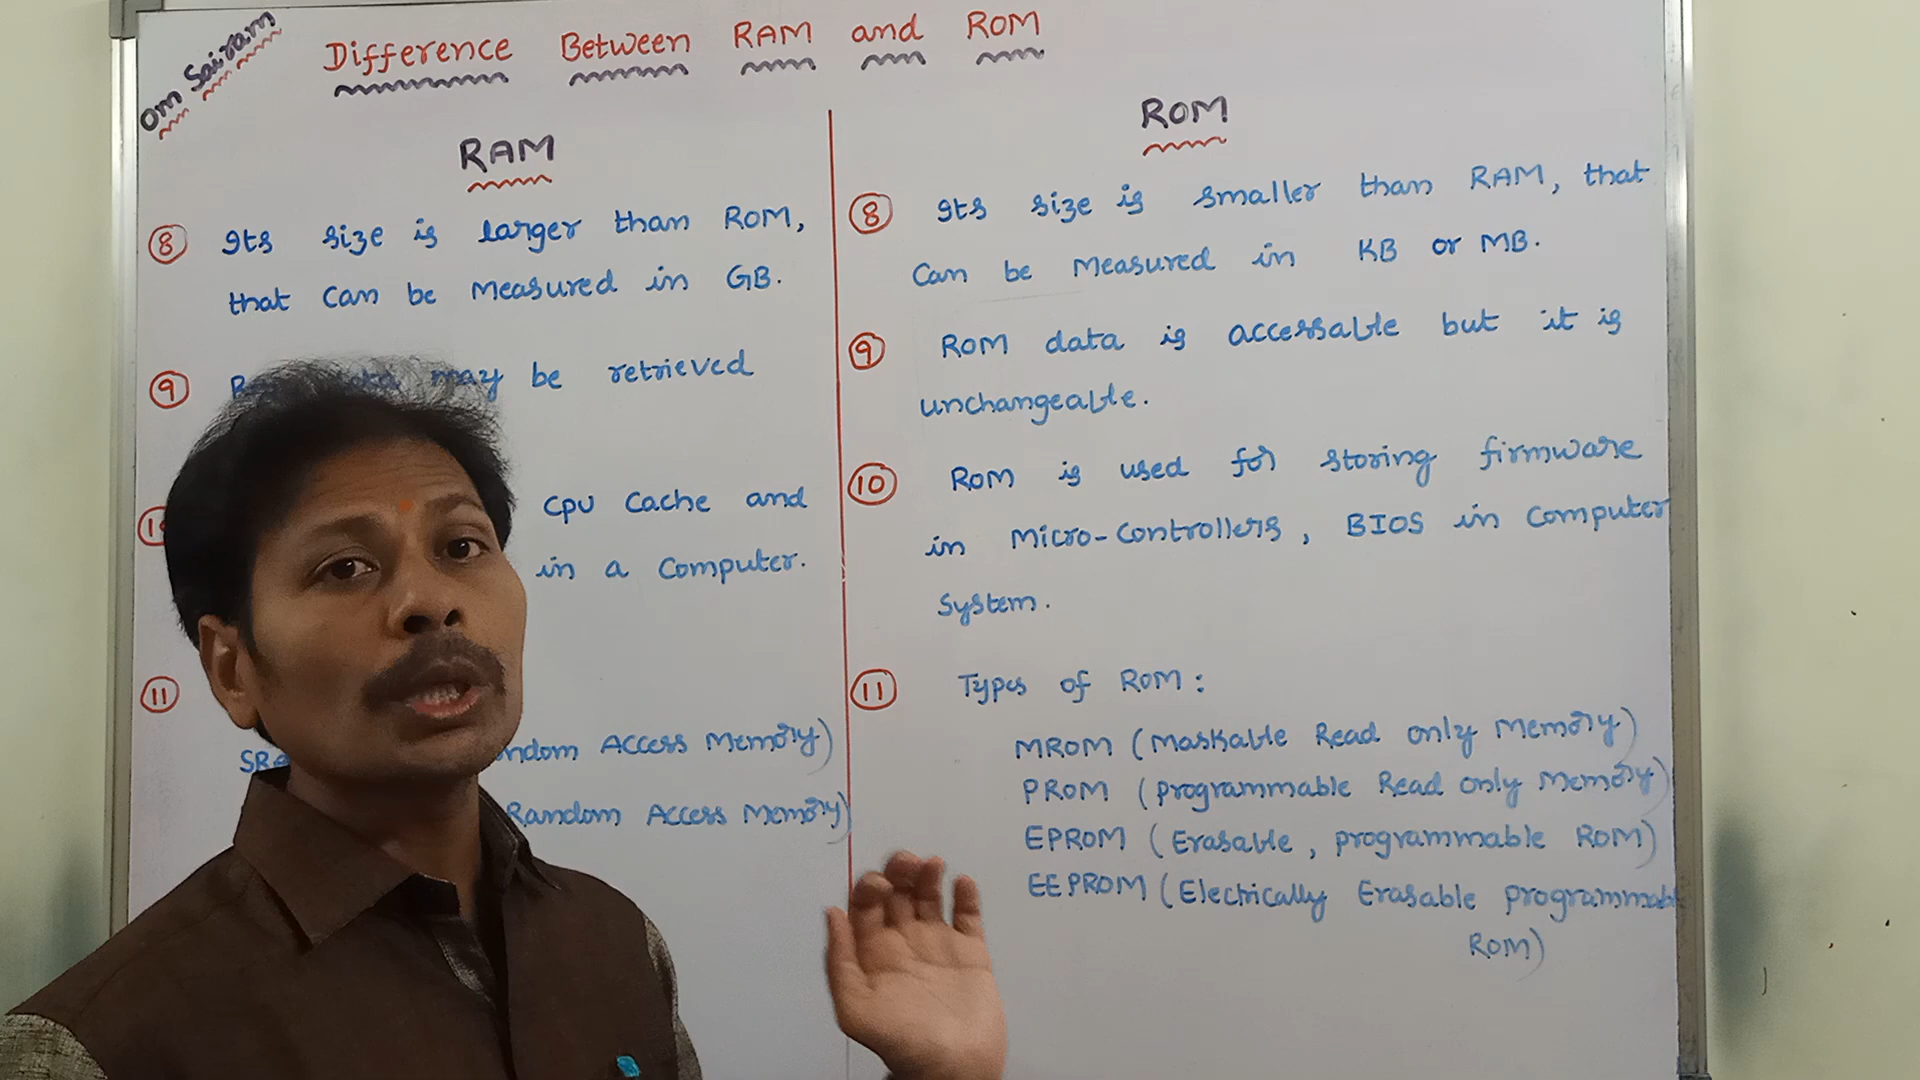 Om Sairam
Difference Between RAM and ROM
RAM
8 Its size is larger than ROM,
that can be measured in GB.
9 may be retrieved
CPU Cache and
in a Computer.
11
Random Access Memory)
Random Access Memory)
ROM
8 Its size is smaller than RAM, that
Can be measured in KB or MB.
9 ROM data is accessable but it is
unchangeable.
10 ROM is used for storing firmware
in Micro-Controllers, BIOS in Computer
System.
11 Types of ROM:
MROM (Maskable Read only Memory)
PROM (programmable Read only Memory)
EPROM (Erasable, programmable ROM)
EEPROM (Electrically Erasable programmable
ROM)